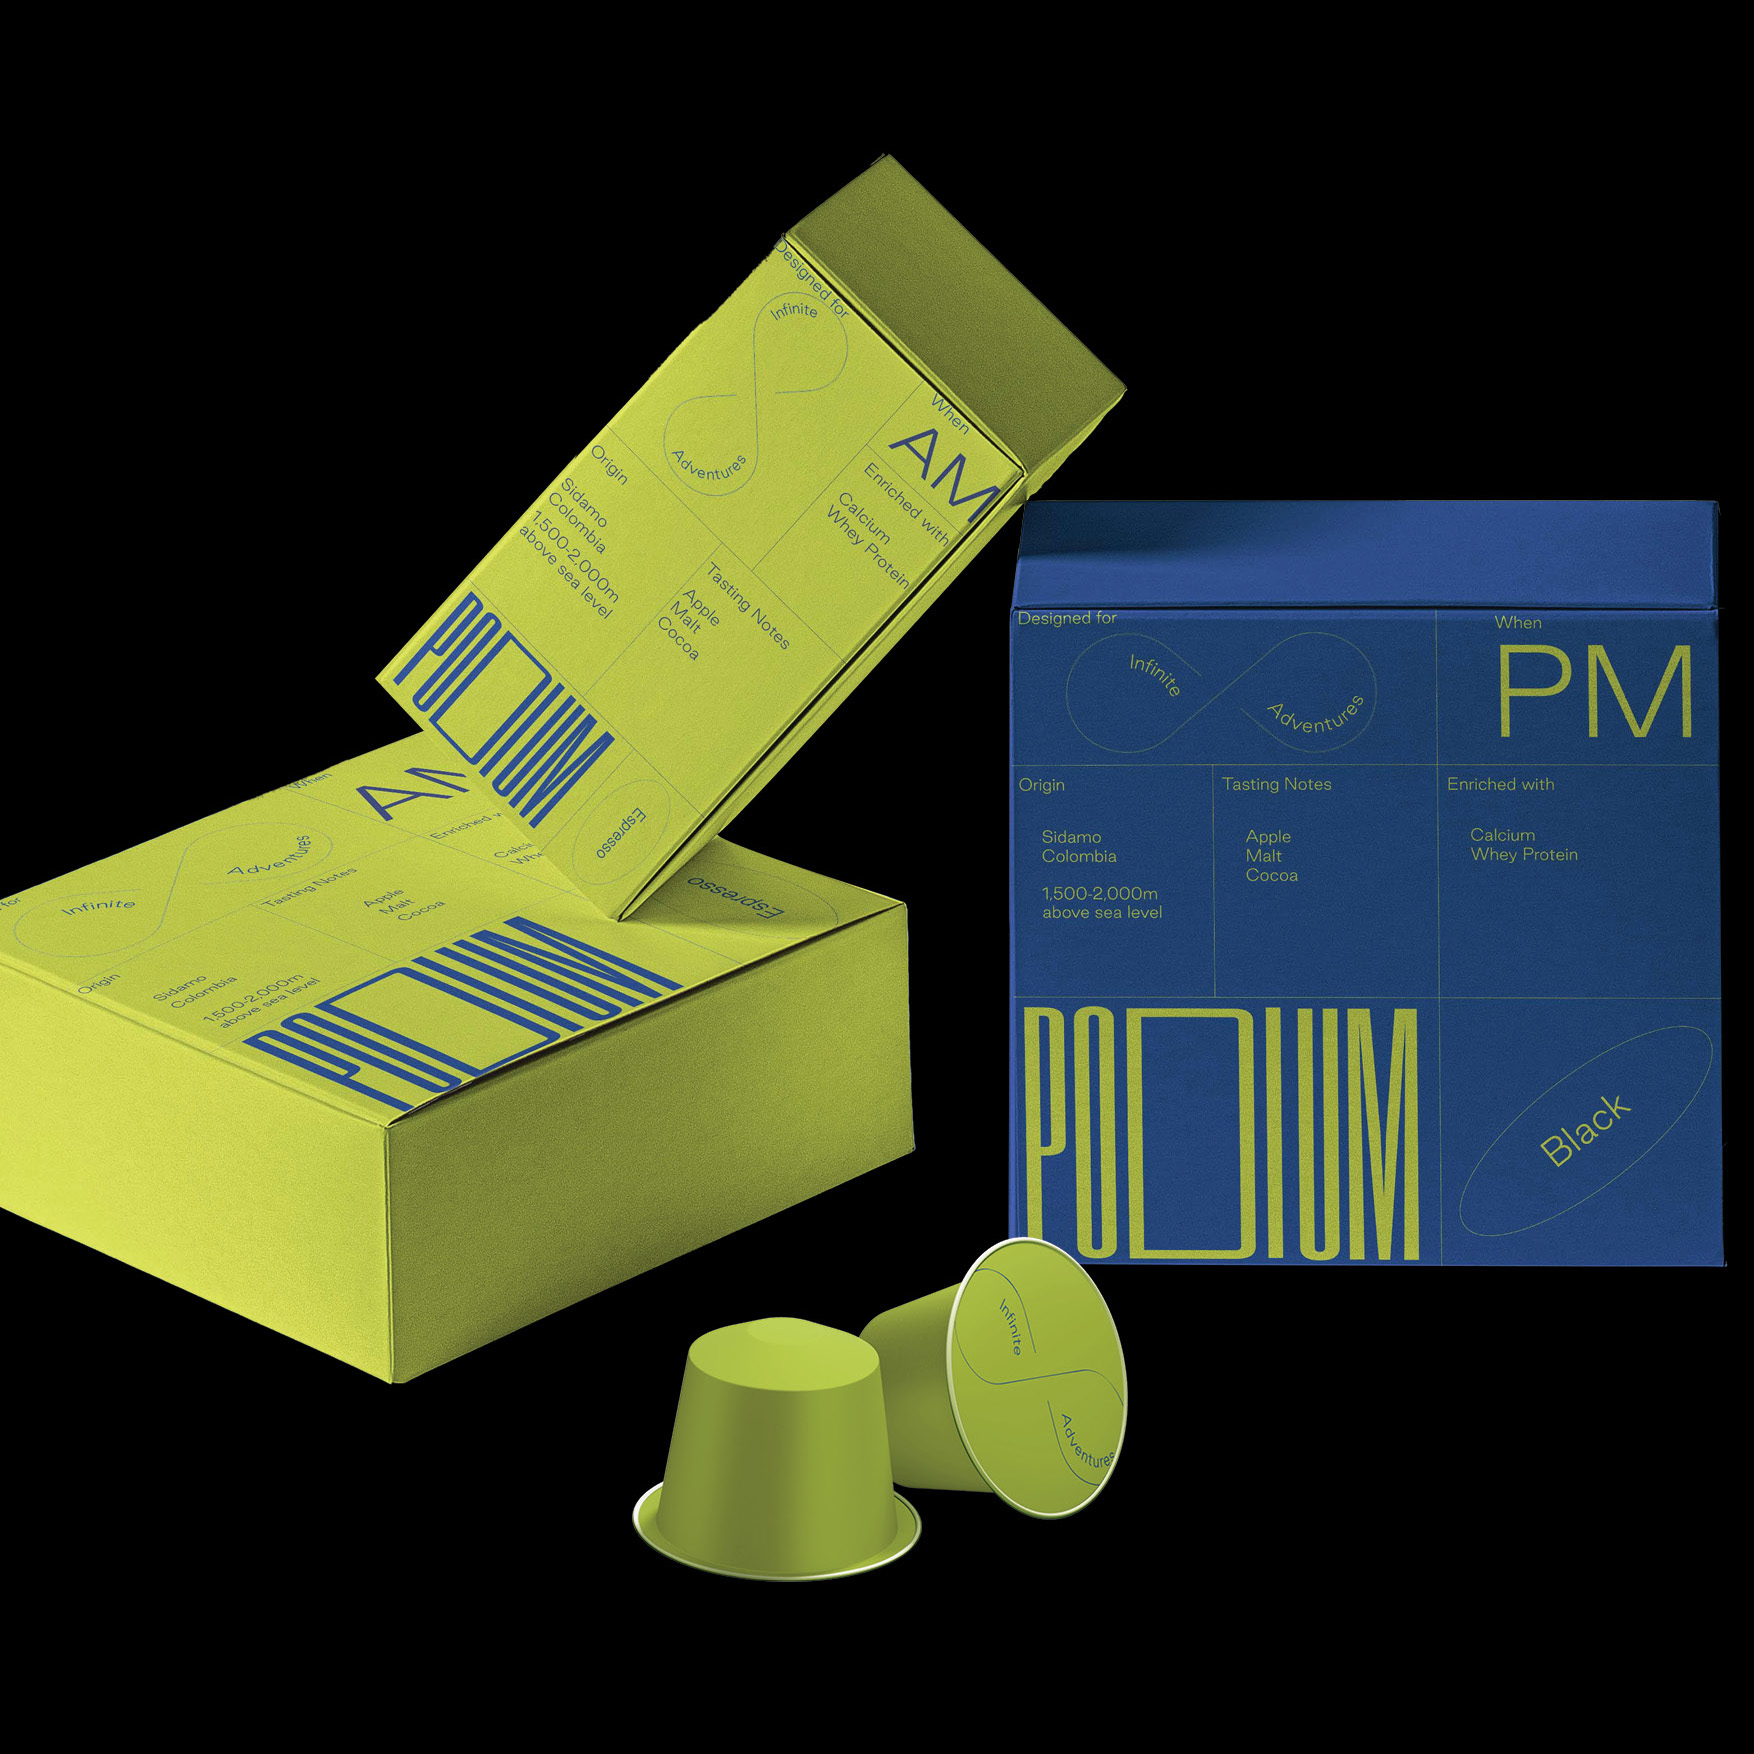 Designed for
Infinite
Adventures
When
AM
Enriched with
Calcium
Whey Protein
Origin
Sidamo
Colombia
1,500-2,000m
above sea level
Tasting Notes
Apple
Malt
Cocoa
PODIUM
Espresso
for
Infinite
Adventures
When
AM
Enriched
Origin
Sidamo
Colombia
1,500-2,000m
above sea level
Tasting Notes
Apple
Malt
Cocoa
PODIUM
Espresso
Designed for
Infinite
Adventures
When
PM
Origin
Sidamo
Colombia
1,500-2,000m
above sea level
Tasting Notes
Apple
Malt
Cocoa
Enriched with
Calcium
Whey Protein
PODIUM
Black
Infinite
Adventures